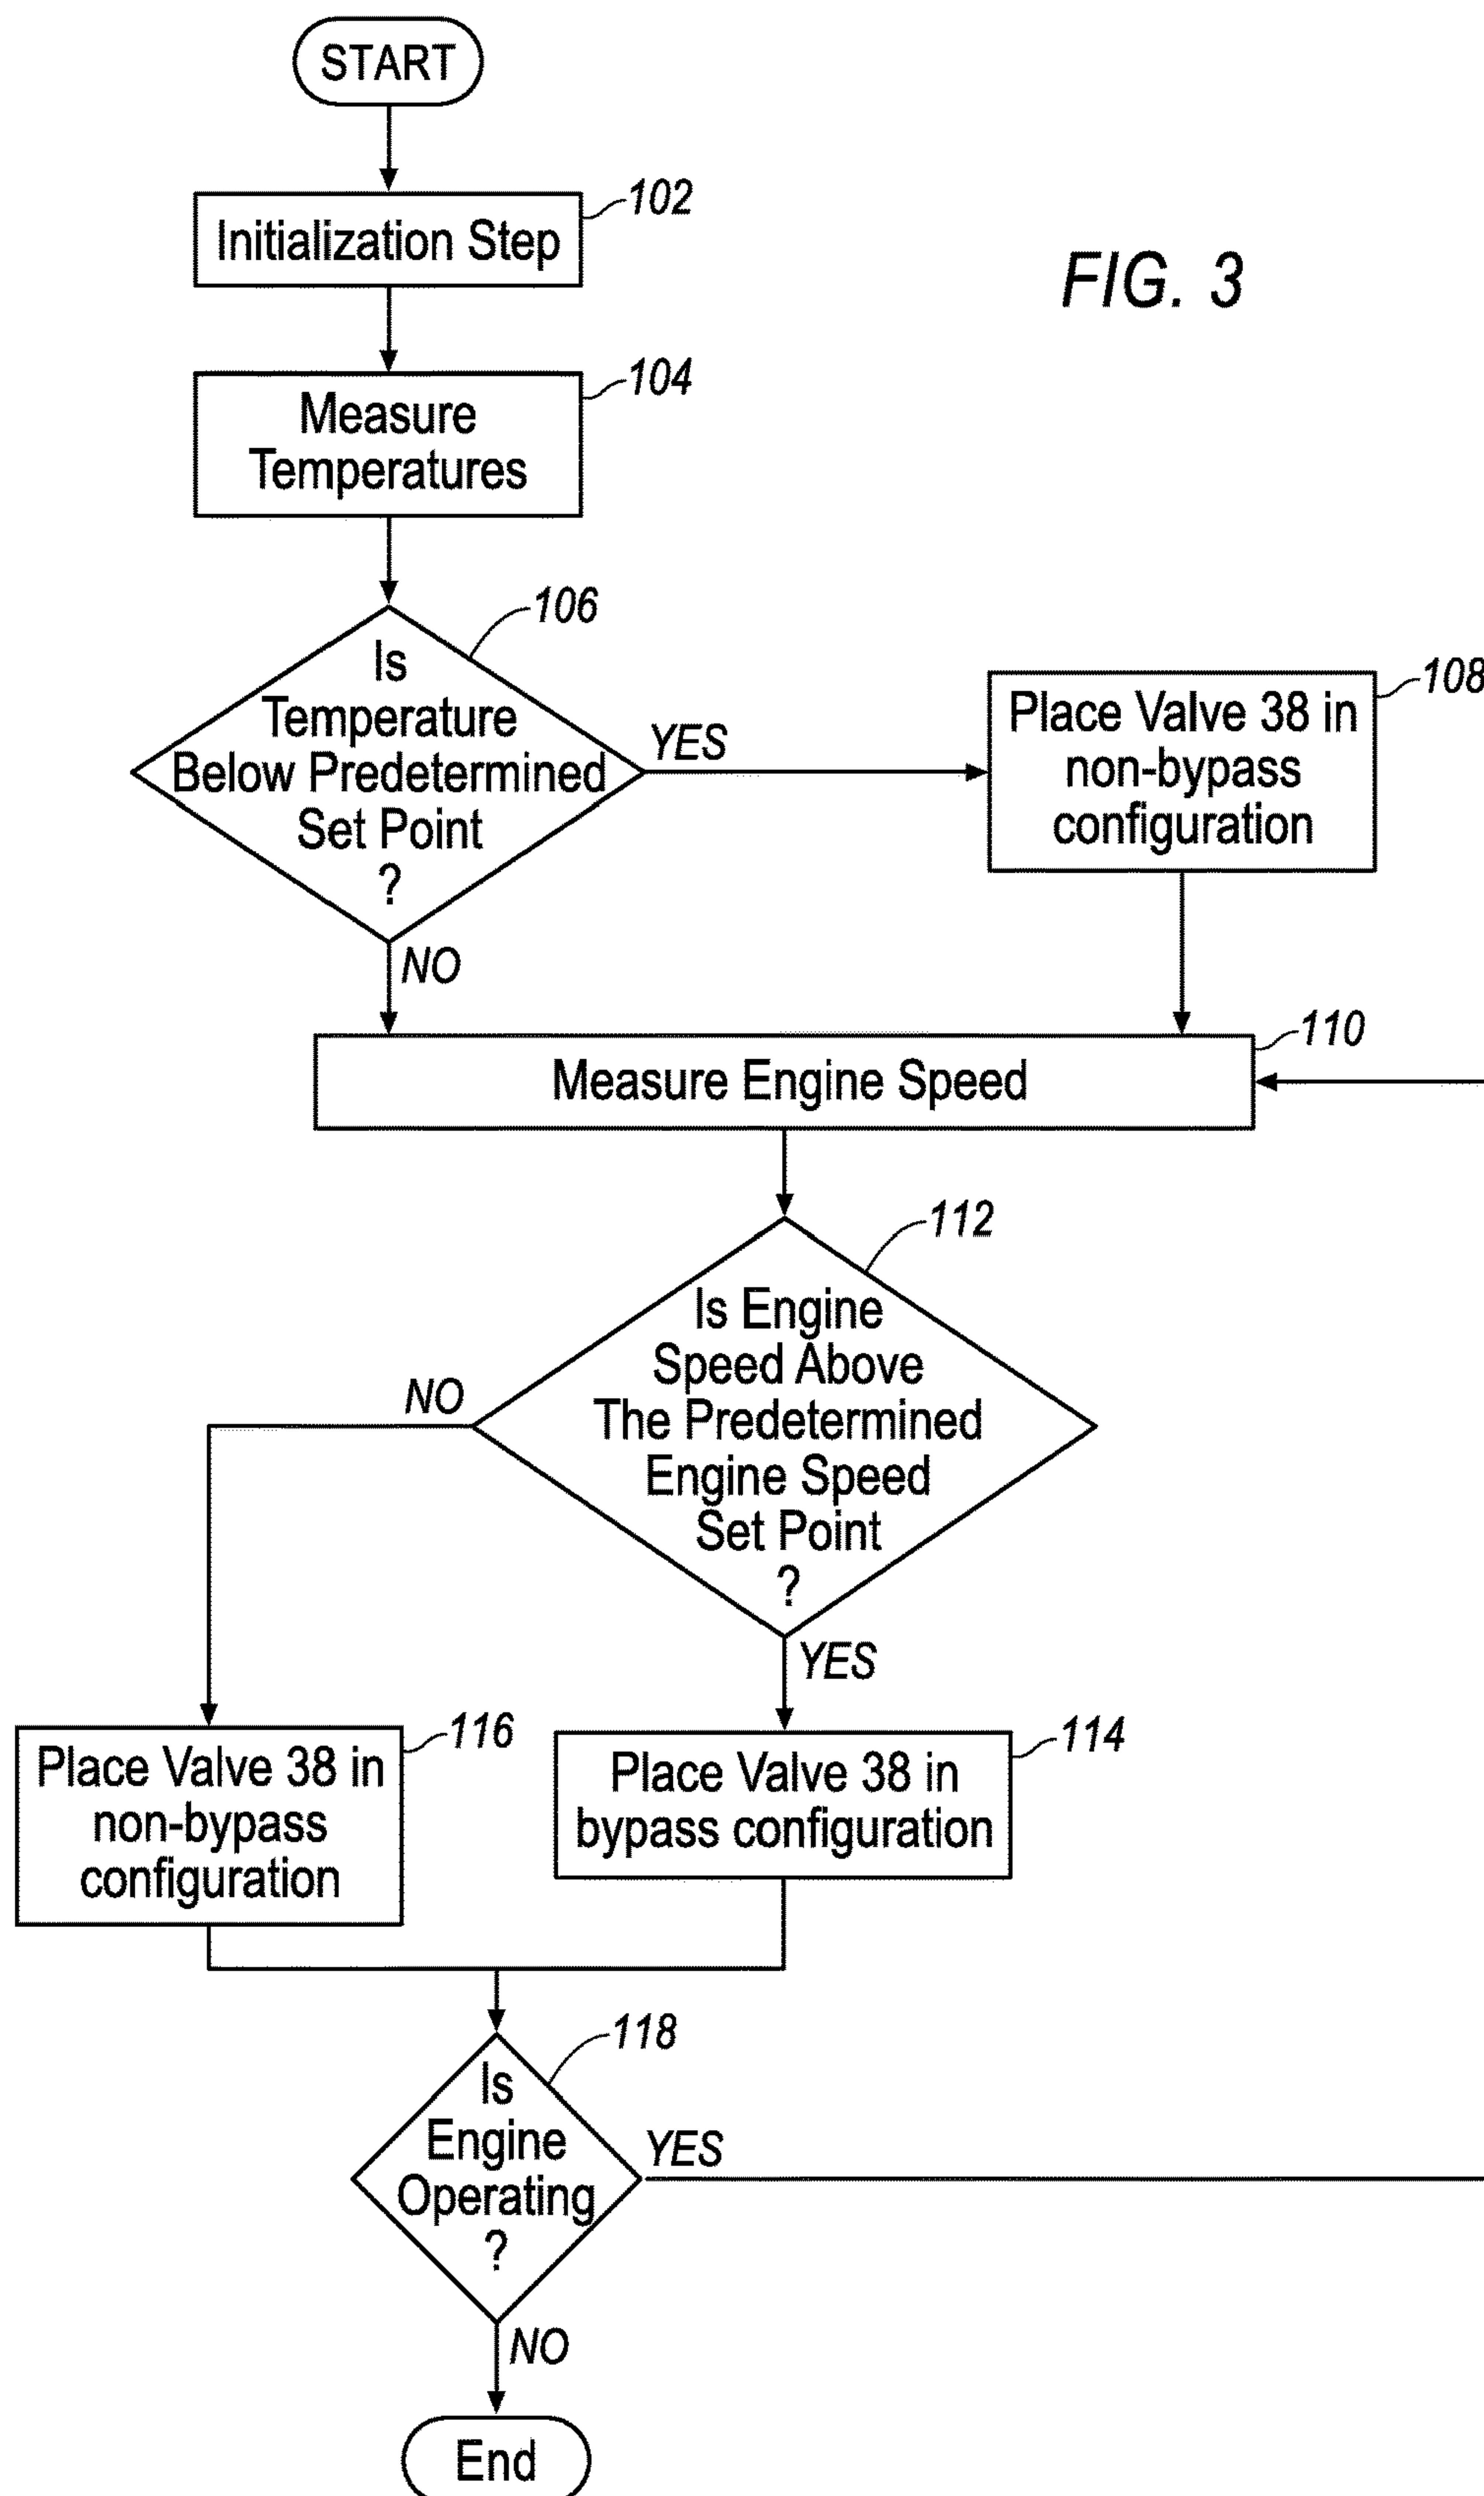 START
102
Initialization Step
FIG. 3
104
Measure
Temperatures
106
Is
Temperature
Below Predetermined
Set Point
?
YES
108
Place Valve 38 in
non-bypass
configuration
NO
110
Measure Engine Speed
112
Is Engine
Speed Above
The Predetermined
Engine Speed
Set Point
?
NO
YES
116
Place Valve 38 in
non-bypass
configuration
114
Place Valve 38 in
bypass configuration
118
Is
Engine
Operating
?
YES
NO
End